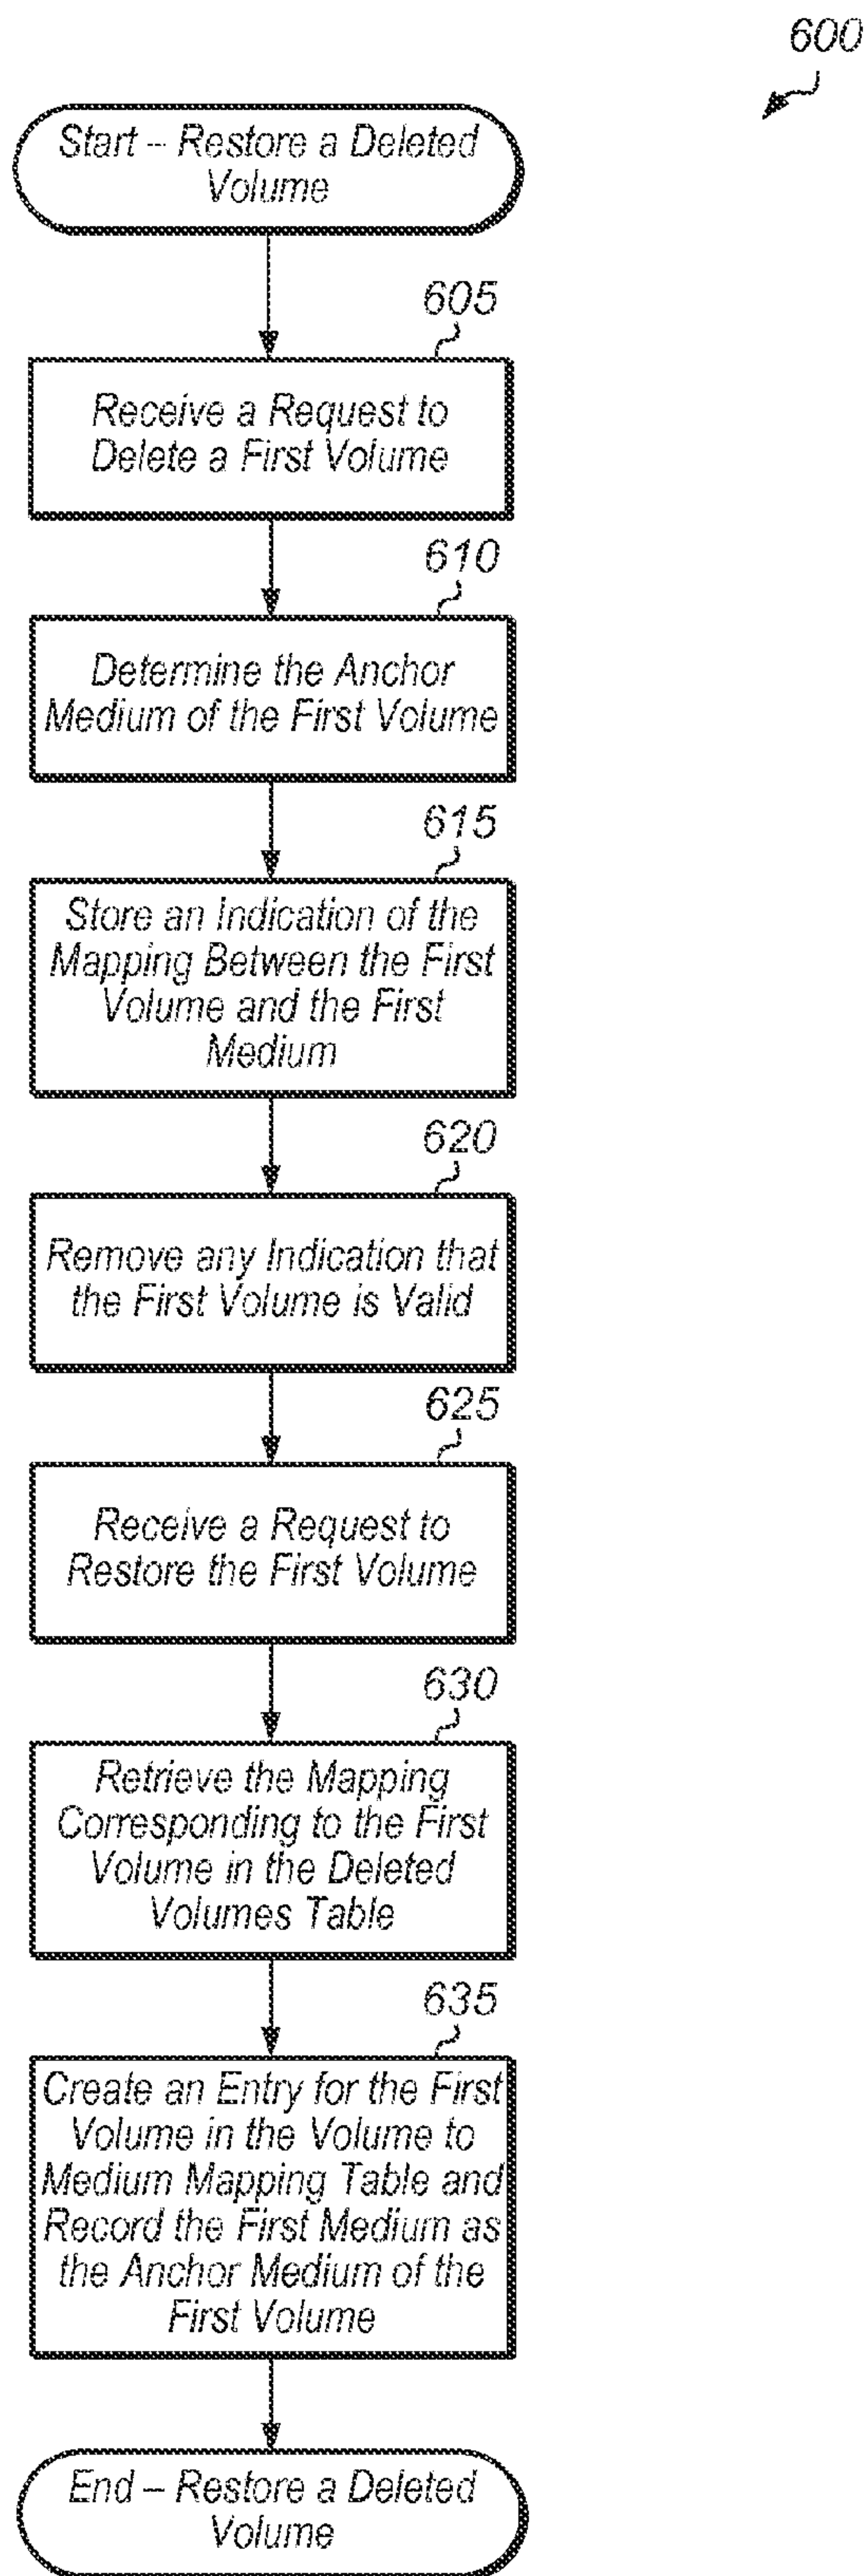 600
Start – Restore a Deleted
Volume
605
Receive a Request to
Delete a First Volume
610
Determine the Anchor
Medium of the First Volume
615
Store an Indication of the
Mapping Between the First
Volume and the First
Medium
620
Remove any Indication that
the First Volume is Valid
625
Receive a Request to
Restore the First Volume
630
Retrieve the Mapping
Corresponding to the First
Volume in the Deleted
Volumes Table
635
Create an Entry for the First
Volume in the Volume to
Medium Mapping Table and
Record the First Medium as
the Anchor Medium of the
First Volume
End – Restore a Deleted
Volume